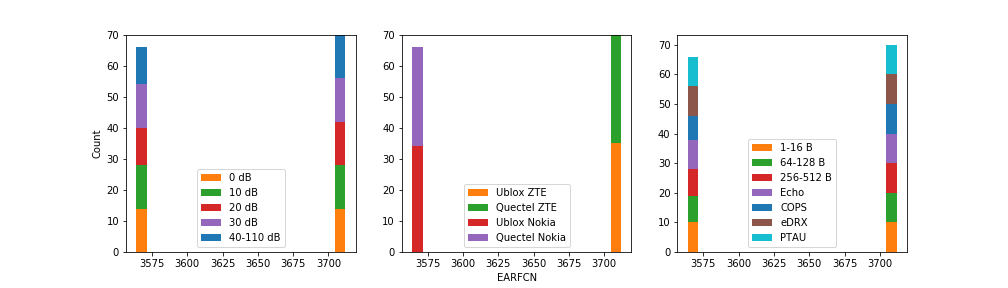 70
60
50
40
30
20
10
0
Count
0 dB
10 dB
20 dB
30 dB
40-110 dB
3575 3600 3625 3650 3675 3700
70
60
50
40
30
20
10
0
Ublox ZTE
Quectel ZTE
Ublox Nokia
Quectel Nokia
3575 3600 3625 3650 3675 3700
EARFCN
70
60
50
40
30
20
10
0
1-16 B
64-128 B
256-512 B
Echo
COPS
eDRX
PTAU
3575 3600 3625 3650 3675 3700